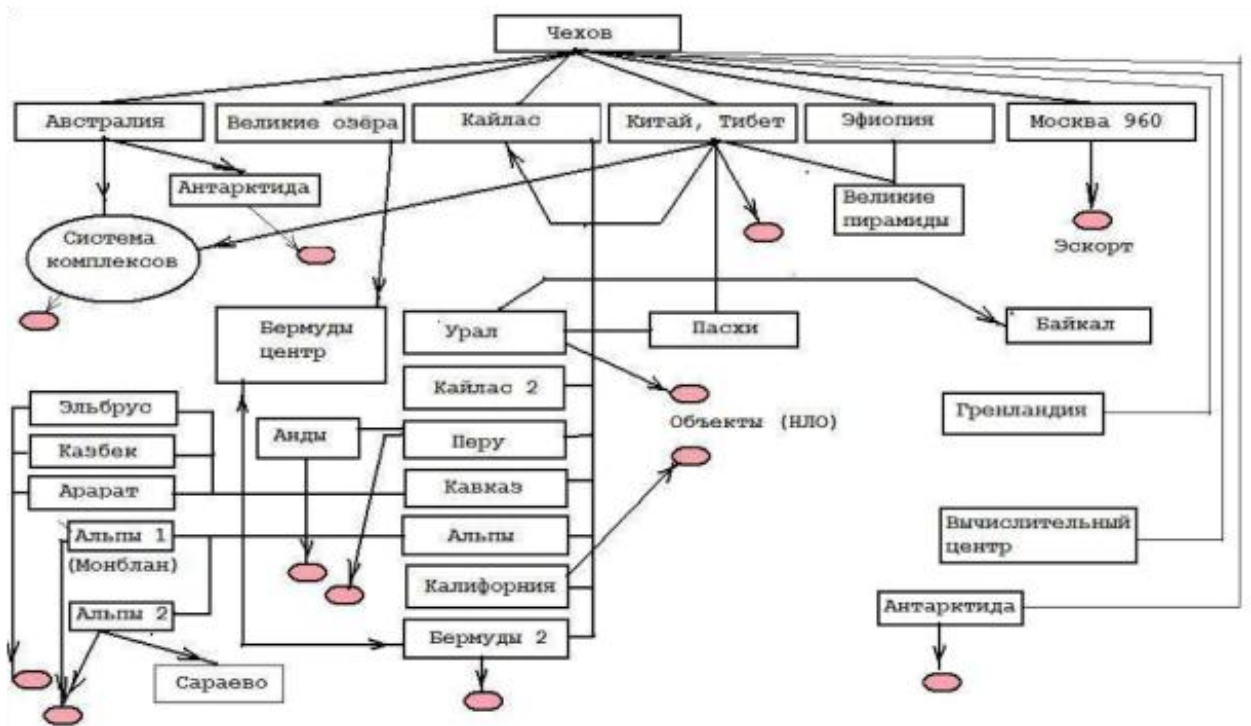 Чехов
Австралия
Великие озёра
Кайлас
Китай, Тибет
Эфиопия
Москва 960
Антарктида
Великие
пирамиды
Эскорт
Система
комплексов
Бермуды
центр
Урал
Пасхи
Байкал
Кайлас 2
Объекты (НЛО)
Гренландия
Эльбрус
Казбек
Арарат
Анды
Перу
Кавказ
Альпы 1
(Монблан)
Альпы
Вычислительный
центр
Калифорния
Альпы 2
Бермуды 2
Антарктида
Сараево